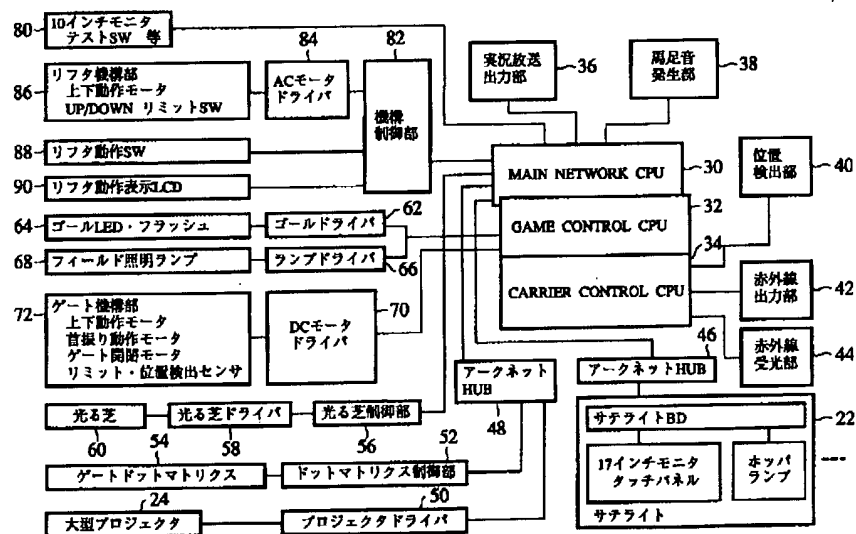 80
10インチモニタ
テストSW 等
84
82
86
リフタ機構部
上下動作モータ
UP/DOWN リミットSW
ACモータ
ドライバ
機構
制御部
88
リフタ動作SW
90
リフタ動作表示LCD
実況放送
出力部
36
馬足音
発生部
38
MAIN NETWORK CPU
30
位置
検出部
40
32
GAME CONTROL CPU
34
CARRIER CONTROL CPU
赤外線
出力部
42
赤外線
受光部
44
64
ゴールLED・フラッシュ
ゴールドライバ
62
68
フィールド照明ランプ
ランプドライバ
66
72
ゲート機構部
上下動作モータ
首振り動作モータ
ゲート開閉モータ
リミット・位置検出センサ
DCモータ
ドライバ
70
アークネット
HUB
48
46
アークネットHUB
光る芝
60
光る芝ドライバ
58
光る芝制御部
56
54
ゲートドットマトリクス
52
ドットマトリクス制御部
24
大型プロジェクタ
50
プロジェクタドライバ
サテライトBD
22
17インチモニタ
タッチパネル
ホッパ
ランプ
サテライト